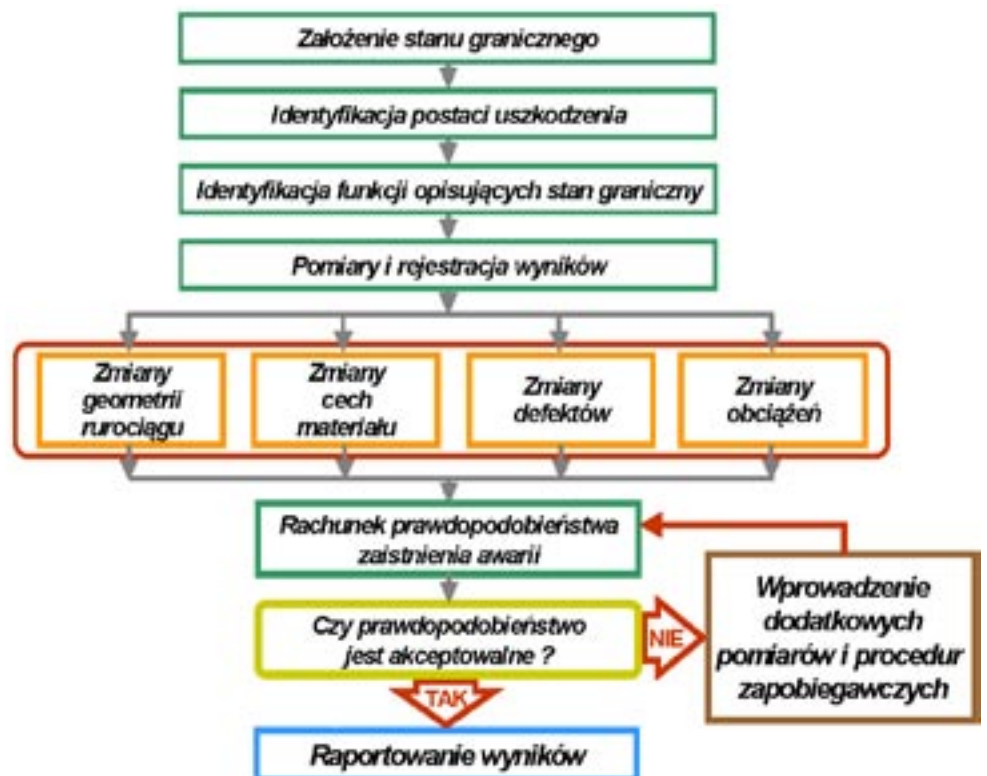 Założenie stanu granicznego
Identyfikacja postaci uszkodzenia
Identyfikacja funkcji opisujących stan graniczny
Pomiary i rejestracja wyników
Zmiany
geometrii
rurociągu
Zmiany
cech
materiału
Zmiany
defektów
Zmiany
obciążeń
Rachunek prawdopodobieństwa
zaistnienia awarii
Czy prawdopodobieństwo
jest akceptowalne ?
NIE
Wprowadzenie
dodatkowych
pomiarów i procedur
zapobiegawczych
TAK
Raportowanie wyników